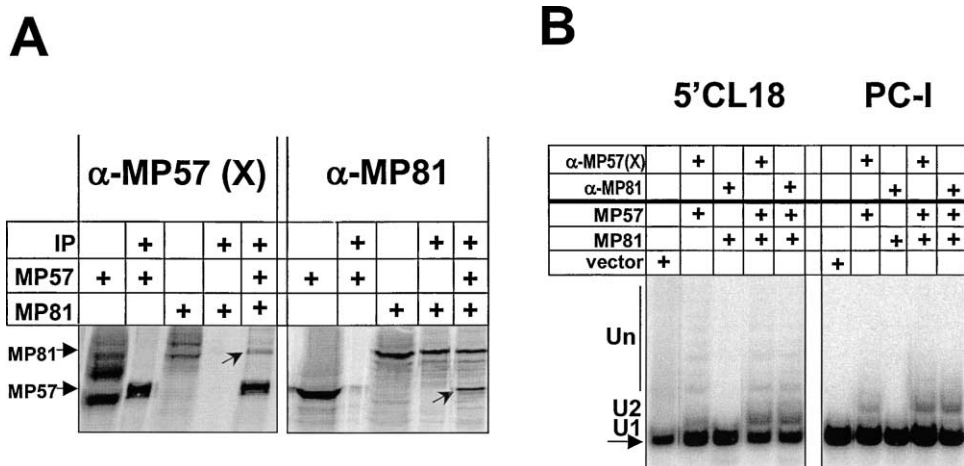 A
α-MP57 (X) α-MP81
IP + + + + +
MP57 + + + + + +
MP81 + + + + + +
MP81
MP57
B
5'CL18 PC-I
α-MP57(X) + + + +
α-MP81 + + + +
MP57 + + + + + +
MP81 + + + + + +
vector + +
Un
U2
U1